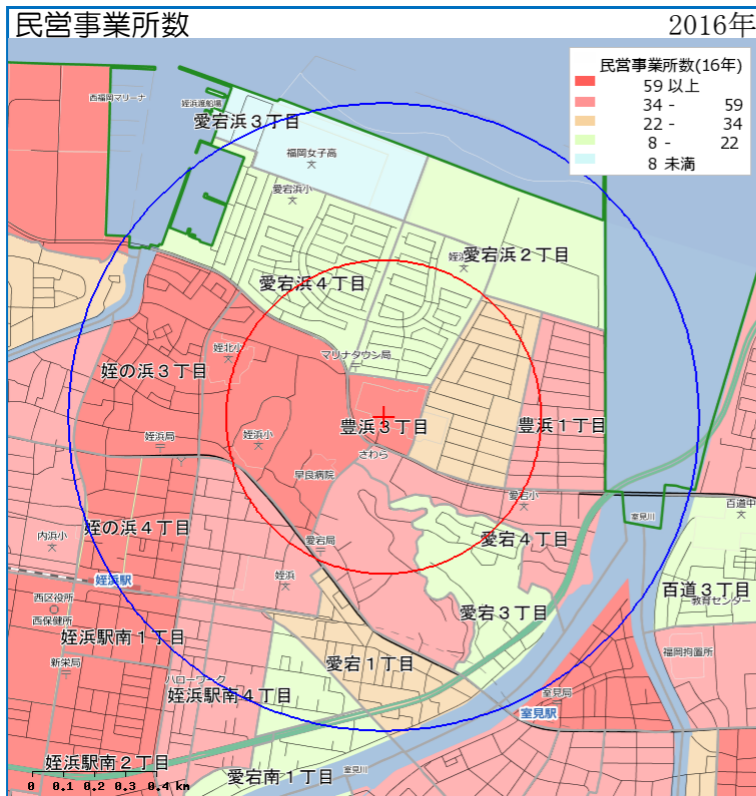 民営事業所数
2016年
民営事業所数(16年)
59 以上
34 - 59
22 - 34
8 - 22
8 未満
西福岡マリーナ
姪浜渡船場
愛宕浜3丁目
福岡女子高
愛宕浜小
愛宕浜2丁目
愛宕浜4丁目
姪北小
マリナタウン局
姪の浜3丁目
豊浜3丁目
豊浜1丁目
姪浜局
姪浜小
さわら
早良病院
愛宕小
百道中
室見川
姪の浜4丁目
内浜小
愛宕局
愛宕4丁目
姪浜駅
姪浜
百道3丁目
教育センター
西区役所
西保健所
愛宕3丁目
姪浜駅南1丁目
新栄局
愛宕1丁目
福岡拘置所
ハローワーク
姪浜駅南4丁目
室見局
室見駅
姪浜駅南2丁目
愛宕南1丁目
室見川
0 0.1 0.2 0.3 0.4 km